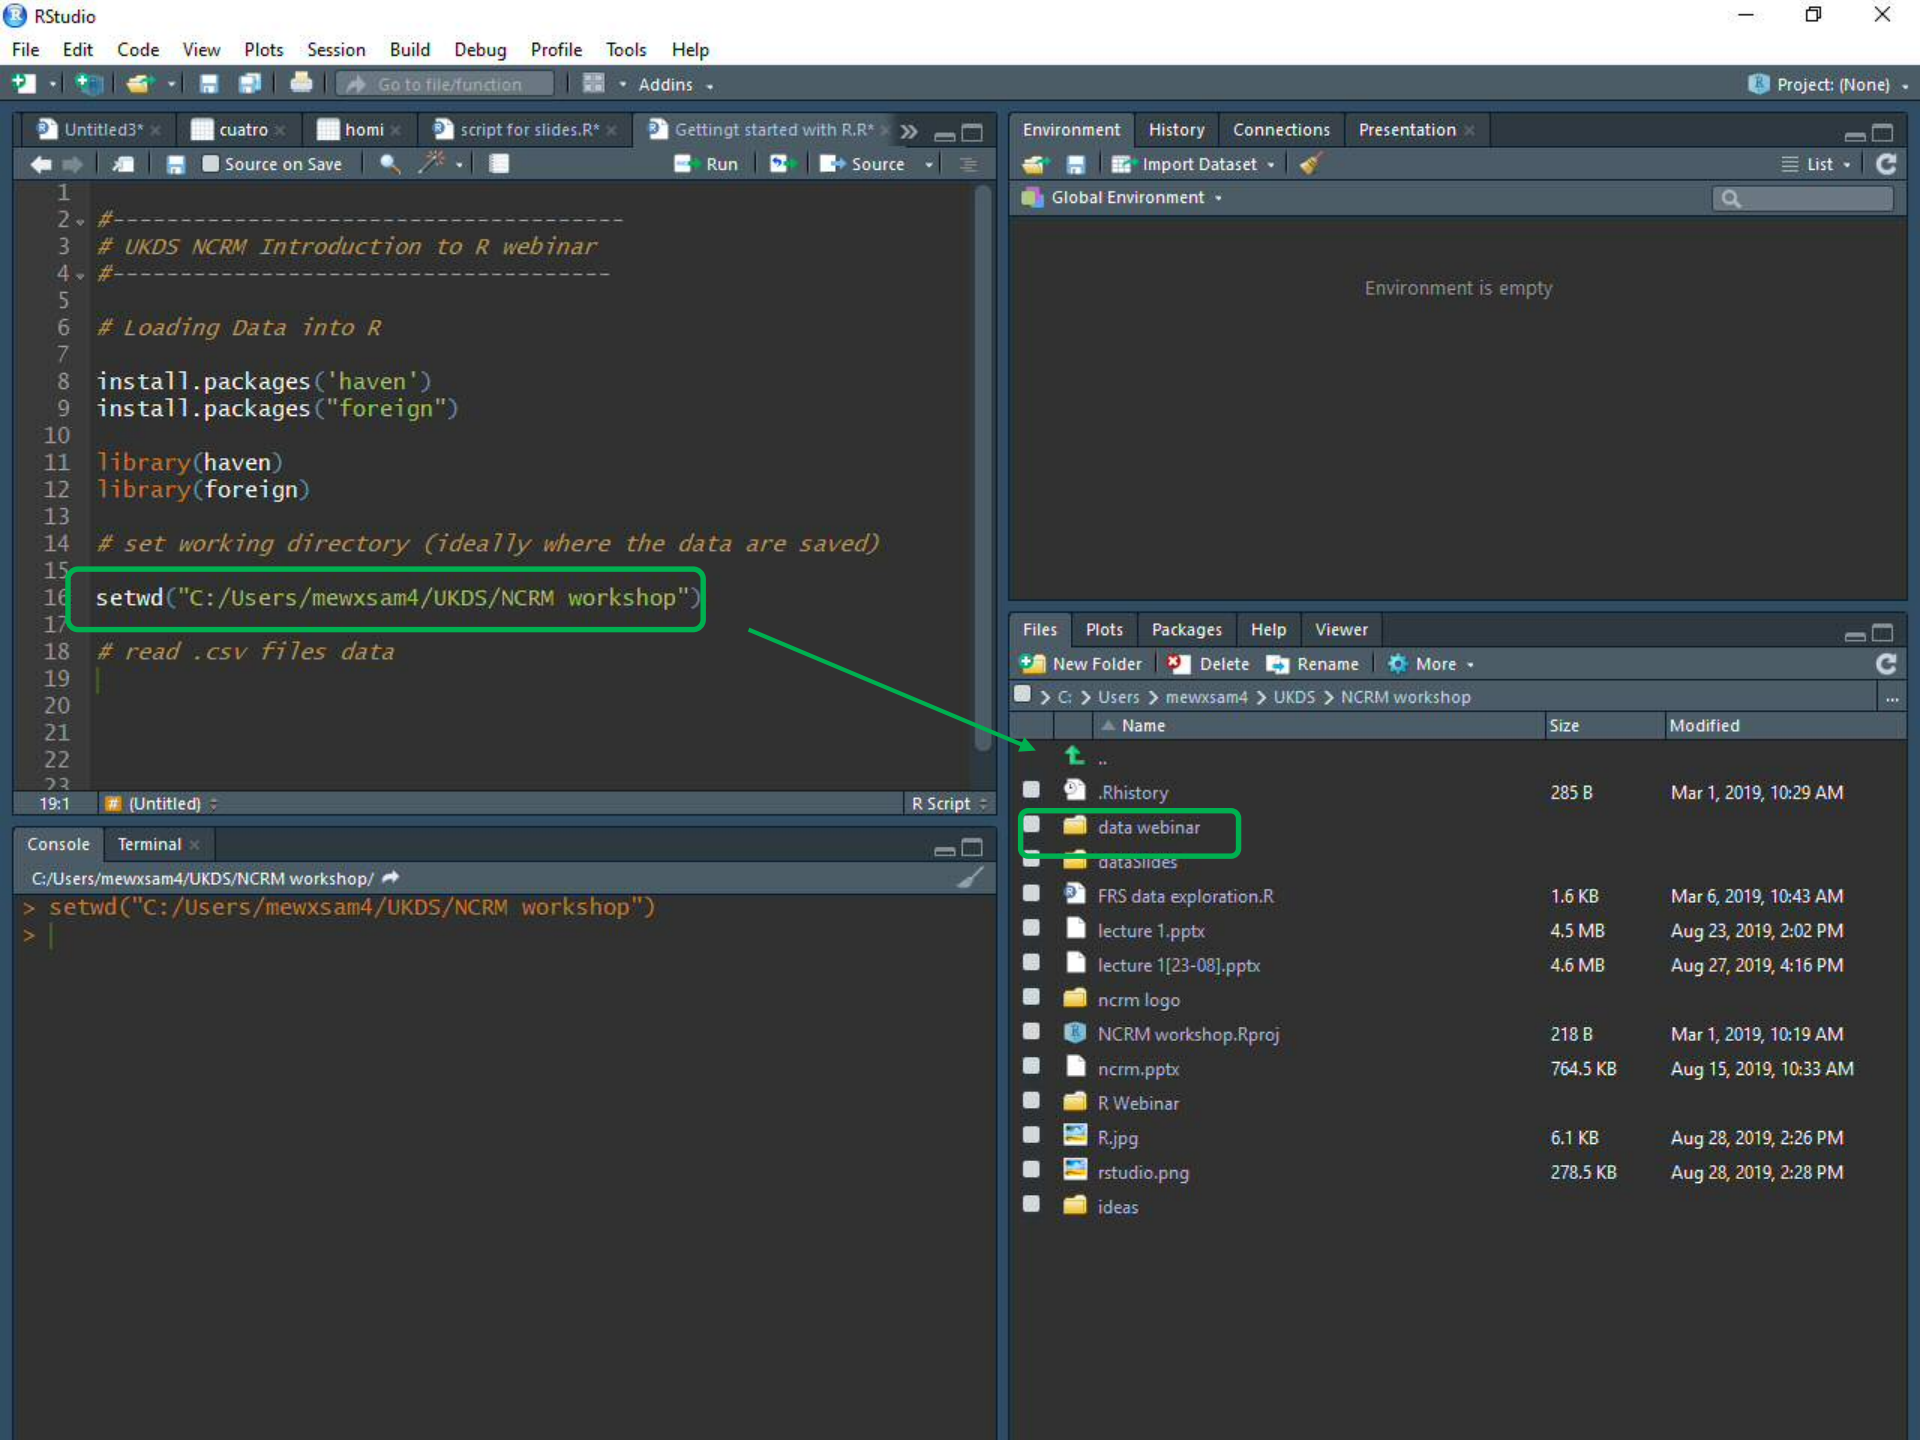 RStudio
File Edit Code View Plots Session Build Debug Profile Tools Help
Go to file/function Addins Project: (None)
Untitled3* cuatro homi script for slides.R* Gettingt started with R.R*
Source on Save Run Source
1
2 #--------------------------------------
3 # UKDS NCRM Introduction to R webinar
4 #-------------------------------------
5
6 # Loading Data into R
7
8 install.packages('haven')
9 install.packages("foreign")
10
11 library(haven)
12 library(foreign)
13
14 # set working directory (ideally where the data are saved)
15
16 setwd("C:/Users/mewxsam4/UKDS/NCRM workshop")
17
18 # read .csv files data
19
20
21
22
23
19:1 (Untitled) R Script
Console Terminal
C:/Users/mewxsam4/UKDS/NCRM workshop/
> setwd("C:/Users/mewxsam4/UKDS/NCRM workshop")
>
Environment History Connections Presentation
Import Dataset List
Global Environment
Environment is empty
Files Plots Packages Help Viewer
New Folder Delete Rename More
C: > Users > mewxsam4 > UKDS > NCRM workshop ...
Name Size Modified
..
.Rhistory 285 B Mar 1, 2019, 10:29 AM
data webinar
dataSlides
FRS data exploration.R 1.6 KB Mar 6, 2019, 10:43 AM
lecture 1.pptx 4.5 MB Aug 23, 2019, 2:02 PM
lecture 1[23-08].pptx 4.6 MB Aug 27, 2019, 4:16 PM
ncrm logo
NCRM workshop.Rproj 218 B Mar 1, 2019, 10:19 AM
ncrm.pptx 764.5 KB Aug 15, 2019, 10:33 AM
R Webinar
R.jpg 6.1 KB Aug 28, 2019, 2:26 PM
rstudio.png 278.5 KB Aug 28, 2019, 2:28 PM
ideas